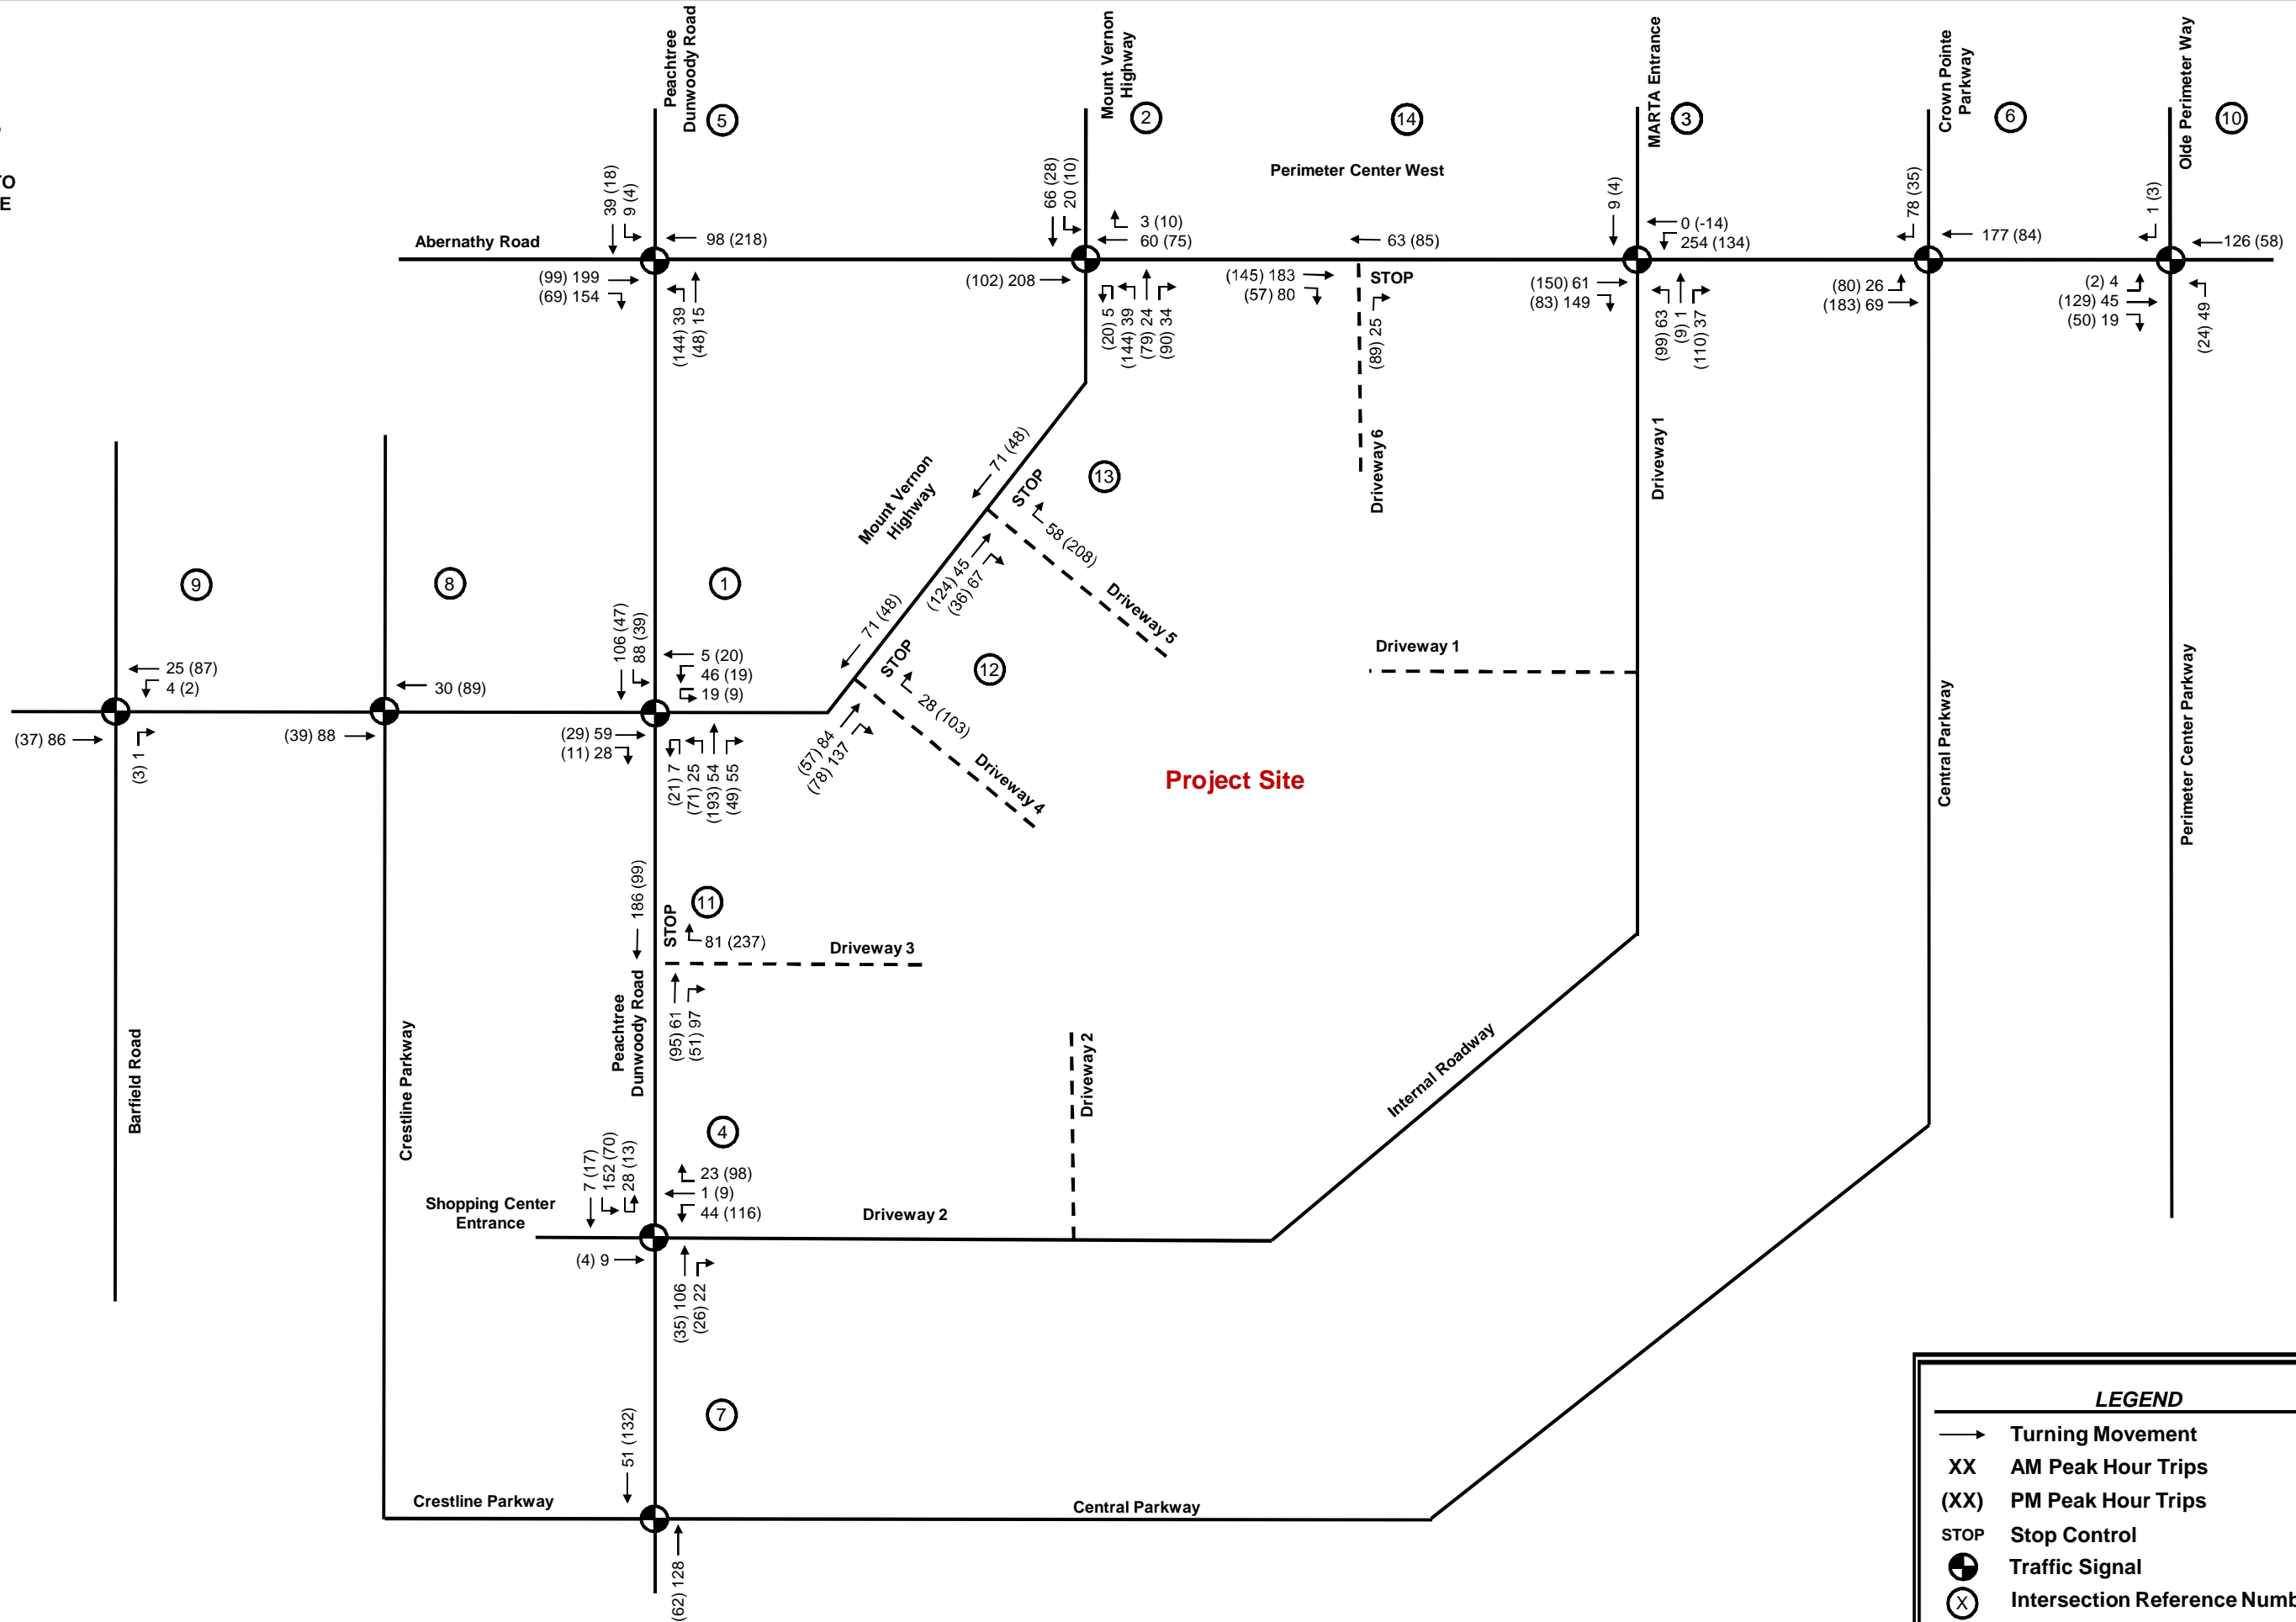 TO
E
Peachtree
Dunwoody Road
5
Mount Vernon
Highway
2
14
MARTA Entrance
3
Crown Pointe
Parkway
6
Olde Perimeter Way
10
Perimeter Center West
Abernathy Road
39 (18)
9 (4)
98 (218)
(99) 199
(69) 154
(144) 39
(48) 15
66 (28)
20 (10)
3 (10)
60 (75)
(102) 208
(20) 5
(144) 39
(79) 24
(90) 34
63 (85)
(145) 183
(57) 80
STOP
(89) 25
Driveway 6
9 (4)
0 (-14)
254 (134)
(150) 61
(83) 149
(99) 63
(9) 1
(110) 37
Driveway 1
78 (35)
177 (84)
(80) 26
(183) 69
1 (3)
126 (58)
(2) 4
(129) 45
(50) 19
(24) 49
Mount Vernon
Highway
71 (48)
STOP
13
58 (208)
(124) 45
(36) 67
Driveway 5
71 (48)
STOP
12
28 (103)
(57) 84
(78) 137
Driveway 4
Driveway 1
9
25 (87)
4 (2)
(37) 86
(3) 1
8
30 (89)
(39) 88
1
106 (47)
88 (39)
5 (20)
46 (19)
19 (9)
(29) 59
(11) 28
(21) 7
(71) 25
(193) 54
(49) 55
Project Site
Central Parkway
Perimeter Center Parkway
186 (99)
STOP
11
81 (237)
Driveway 3
Peachtree
Dunwoody Road
(95) 61
(51) 97
Barfield Road
Crestline Parkway
Driveway 2
Internal Roadway
4
7 (17)
152 (70)
28 (13)
23 (98)
1 (9)
44 (116)
Shopping Center
Entrance
Driveway 2
(4) 9
(35) 106
(26) 22
7
51 (132)
Crestline Parkway
Central Parkway
(62) 128
LEGEND
Turning Movement
XX AM Peak Hour Trips
(XX) PM Peak Hour Trips
STOP Stop Control
Traffic Signal
X Intersection Reference Numb